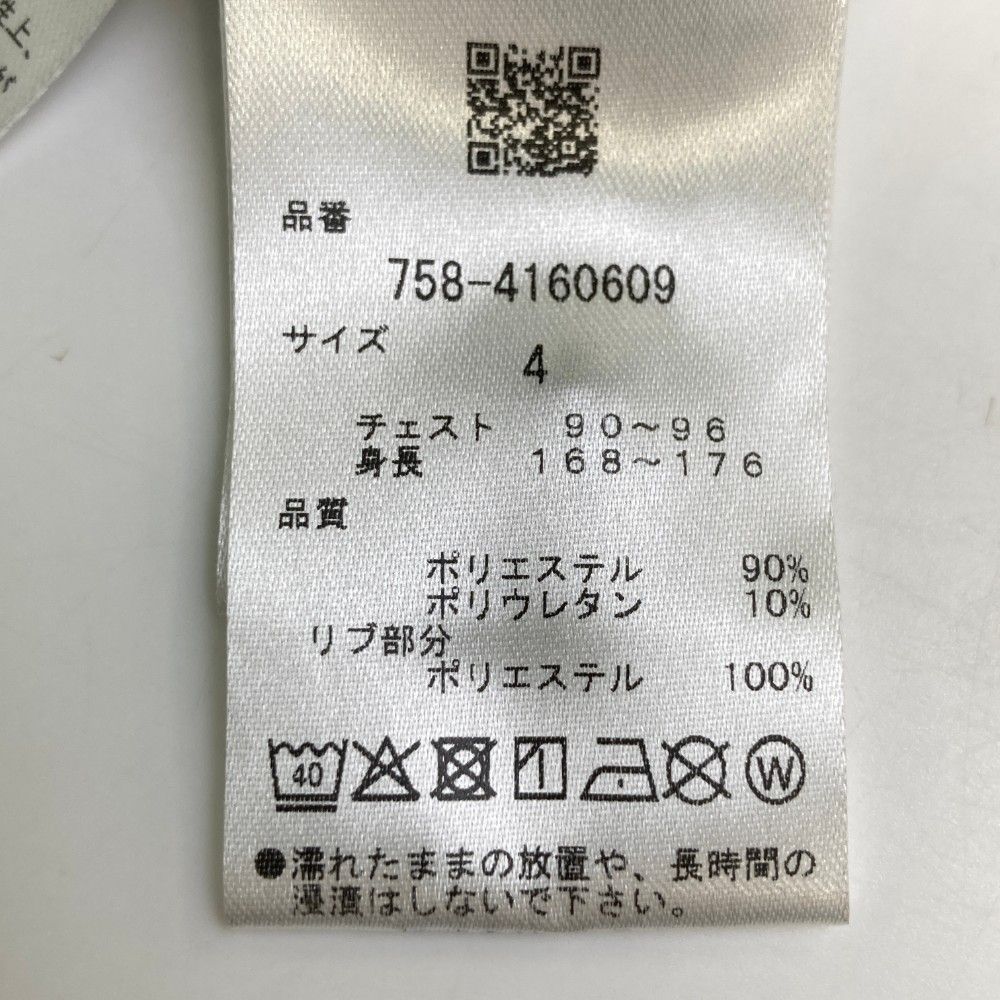 上、
が
品番
758-4160609
サイズ
4
チェスト 90~96
身長 168~176
品質
ポリエステル 90%
ポリウレタン 10%
リブ部分
ポリエステル 100%
40
W
●濡れたままの放置や、長時間の
浸漬はしないで下さい。